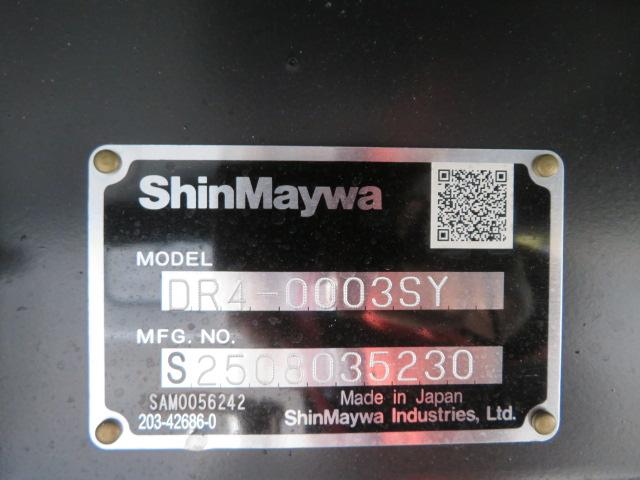 ShinMaywa
MODEL
DR4-0003SY
MFG. NO.
S2508035230
SAM0056242
203-42686-0
Made in Japan
ShinMaywa Industries, Ltd.